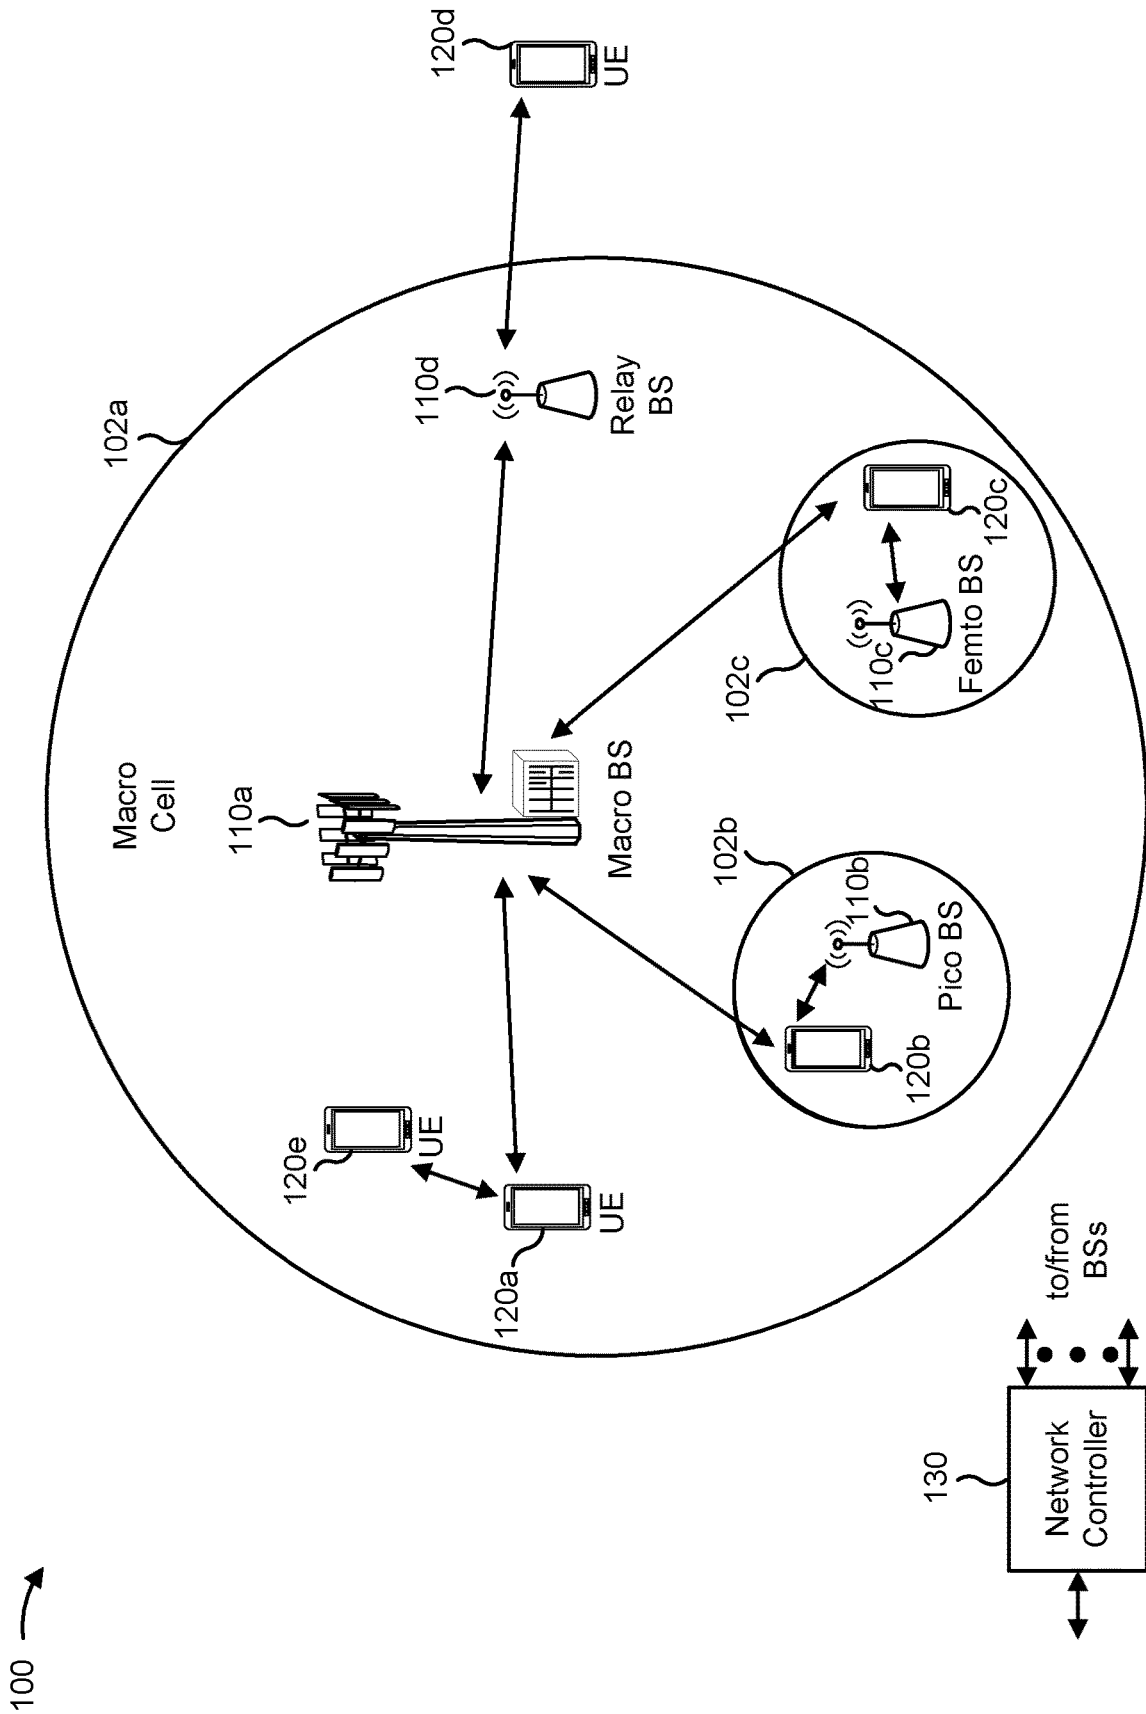 100
Macro
Cell
102a
110a
120e
UE
120a
UE
Macro BS
110d
Relay
BS
120d
UE
102b
110b
Pico BS
120b
102c
110c
Femto BS
120c
130
Network
Controller
to/from
BSs